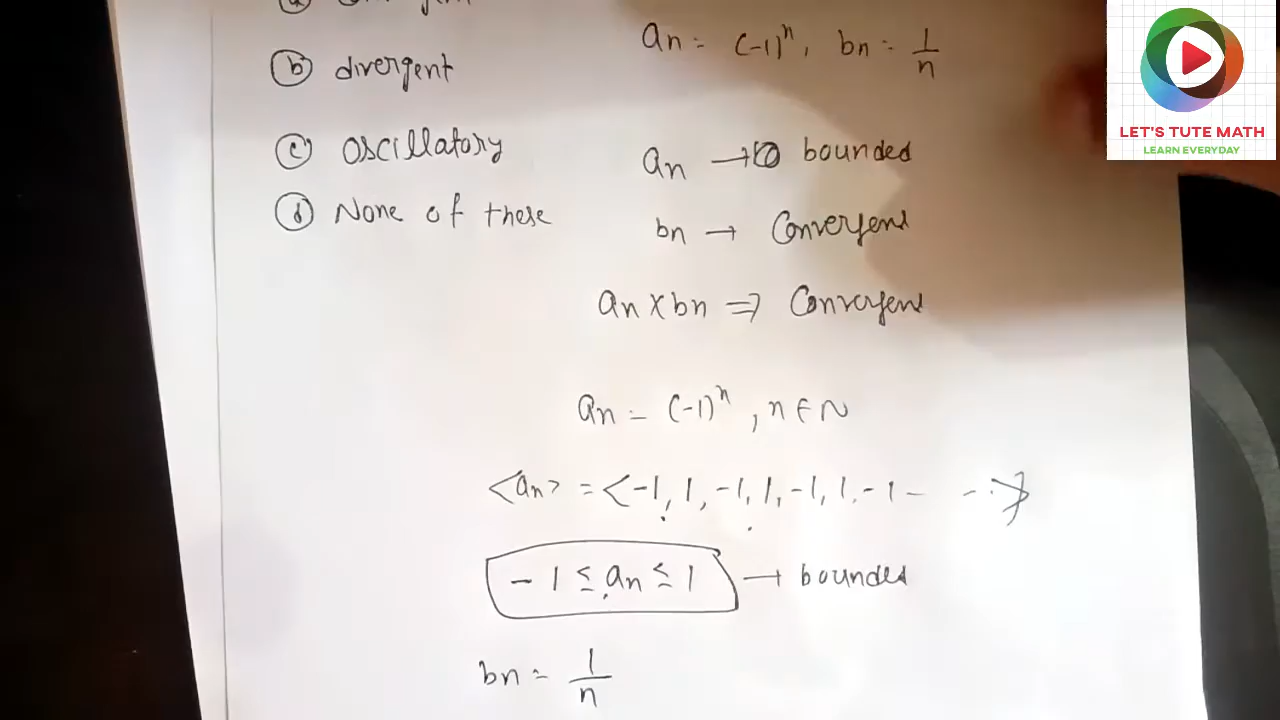 (b) divergent
(c) Oscillatory
(d) None of these
an = (-1)^n, bn = 1/n
an → bounded
bn → Convergent
an × bn ⇒ Convergent
an = (-1)^n, n ∈ N
<an> = <-1, 1, -1, 1, -1, 1, -1 - - ...>
-1 ≤ an ≤ 1 → bounded
bn = 1/n
LET'S TUTE MATH
LEARN EVERYDAY